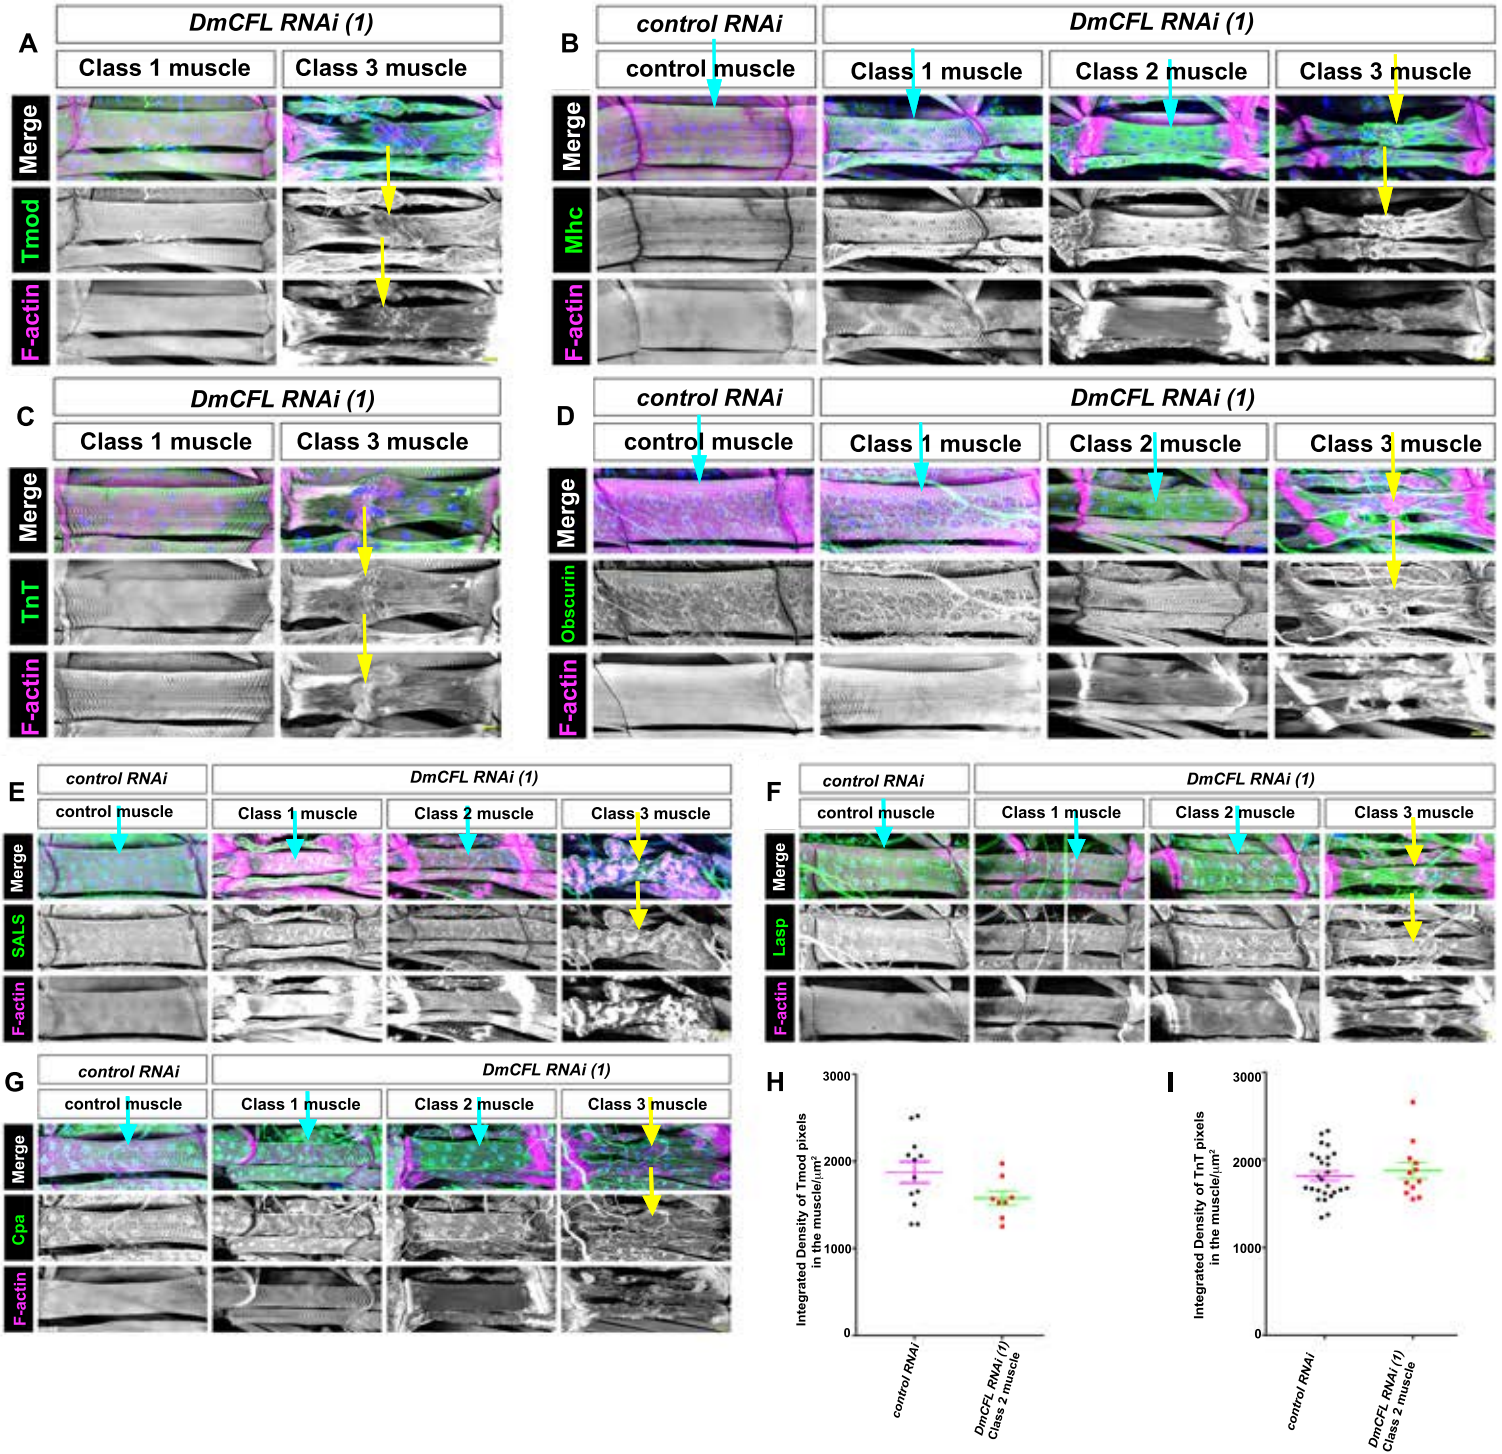 A
DmCFL RNAi (1)
Class 1 muscle
Class 3 muscle
Merge
Tmod
F-actin
B
control RNAi
DmCFL RNAi (1)
control muscle
Class 1 muscle
Class 2 muscle
Class 3 muscle
Merge
Mhc
F-actin
C
DmCFL RNAi (1)
Class 1 muscle
Class 3 muscle
Merge
TnT
F-actin
D
control RNAi
DmCFL RNAi (1)
control muscle
Class 1 muscle
Class 2 muscle
Class 3 muscle
Merge
Obscurin
F-actin
E
control RNAi
DmCFL RNAi (1)
control muscle
Class 1 muscle
Class 2 muscle
Class 3 muscle
Merge
SALS
F-actin
F
control RNAi
DmCFL RNAi (1)
control muscle
Class 1 muscle
Class 2 muscle
Class 3 muscle
Merge
Lasp
F-actin
G
control RNAi
DmCFL RNAi (1)
control muscle
Class 1 muscle
Class 2 muscle
Class 3 muscle
Merge
Cpa
F-actin
H
Integrated Density of Tmod pixels
in the muscle/µm²
3000
2000
1000
0
control RNAi
DmCFL RNAi (1)
Class 2 muscle
I
Integrated Density of TnT pixels
in the muscle/µm²
3000
2000
1000
0
control RNAi
DmCFL RNAi (1)
Class 2 muscle